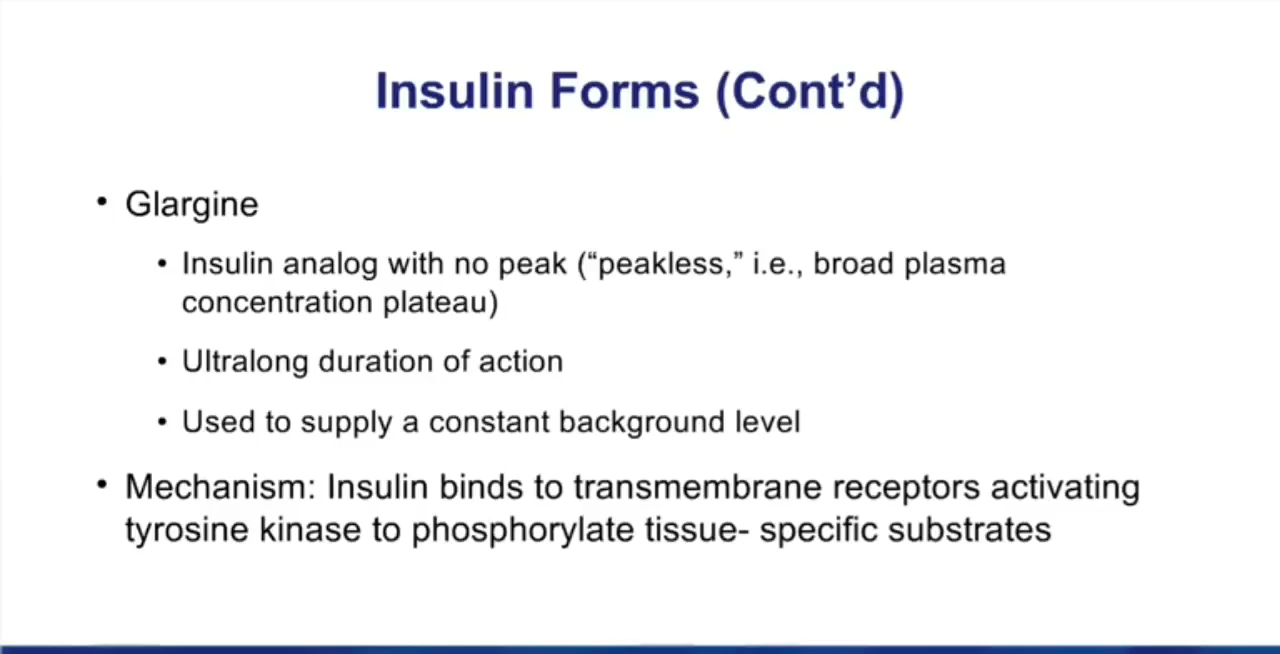 Insulin Forms (Cont’d)
• Glargine
• Insulin analog with no peak (“peakless,” i.e., broad plasma
concentration plateau)
• Ultralong duration of action
• Used to supply a constant background level
• Mechanism: Insulin binds to transmembrane receptors activating
tyrosine kinase to phosphorylate tissue- specific substrates